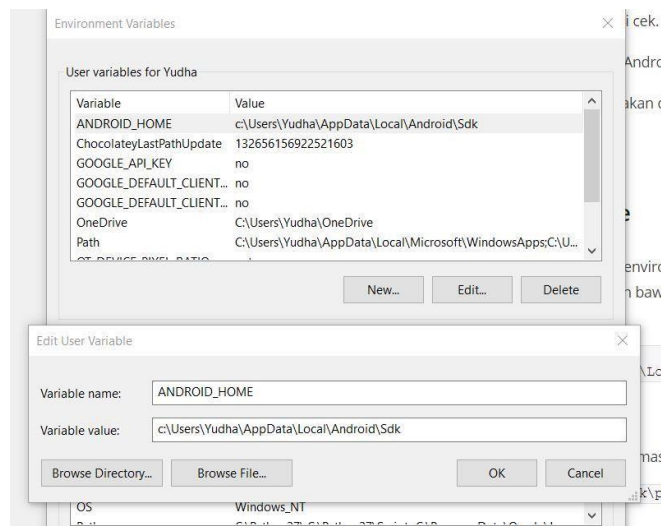 Environment Variables
i cek.
Andro
User variables for Yudha
akan d
Variable Value
ANDROID_HOME c:\Users\Yudha\AppData\Local\Android\Sdk
ChocolateyLastPathUpdate 132656156922521603
GOOGLE_API_KEY no
GOOGLE_DEFAULT_CLIENT... no
GOOGLE_DEFAULT_CLIENT... no
OneDrive C:\Users\Yudha\OneDrive
Path C:\Users\Yudha\AppData\Local\Microsoft\WindowsApps;C:\U...
enviro
New... Edit... Delete
n baw
Edit User Variable
\Lo
Variable name: ANDROID_HOME
Variable value: c:\Users\Yudha\AppData\Local\Android\Sdk
mas
Browse Directory... Browse File... OK Cancel
k\p
OS Windows_NT